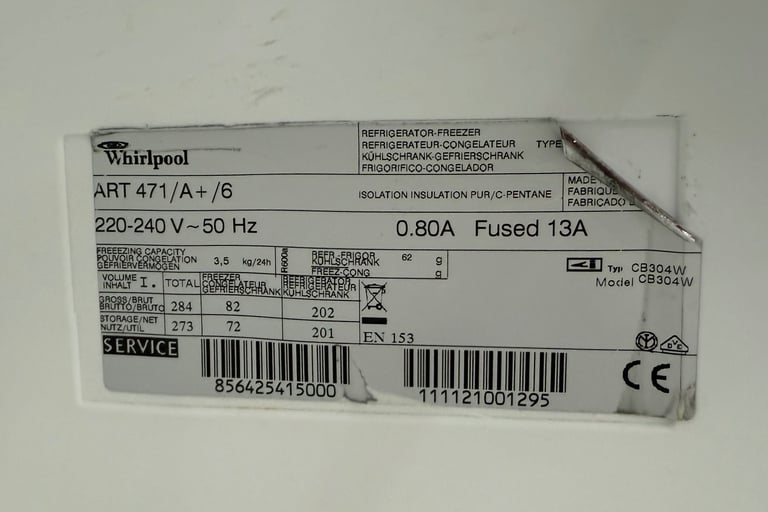 Whirlpool
REFRIGERATOR-FREEZER
REFRIGERATEUR-CONGELATEUR TYPE
KÜHLSCHRANK-GEFRIERSCHRANK
FRIGORIFICO-CONGELADOR
ART 471/A+/6
ISOLATION INSULATION PUR/C-PENTANE
MADE
FABRIQUE
FABRICADO
220-240 V~50 Hz 0.80A Fused 13A
FREEEZING CAPACITY
POUVOIR CONGELATION 3,5 kg/24h
GEFRIERVERMÖGEN
R600a
REFR.-FRIGOR 62 g
KÜHLSCHRANK
FREEZ-CONG g
Typ CB304W
Model CB304W
VOLUME
INHALT l. TOTAL
FREEZER
CONGELATEUR
GEFRIERSCHRANK
REFRIGERATOR
REFRIGERATEUR
KÜHLSCHRANK
GROSS/BRUT
BRUTTO/BRUTO 284 82 202
STORAGE/NET
NUTZ/UTIL 273 72 201
EN 153
SERVICE
856425415000
111121001295
CE